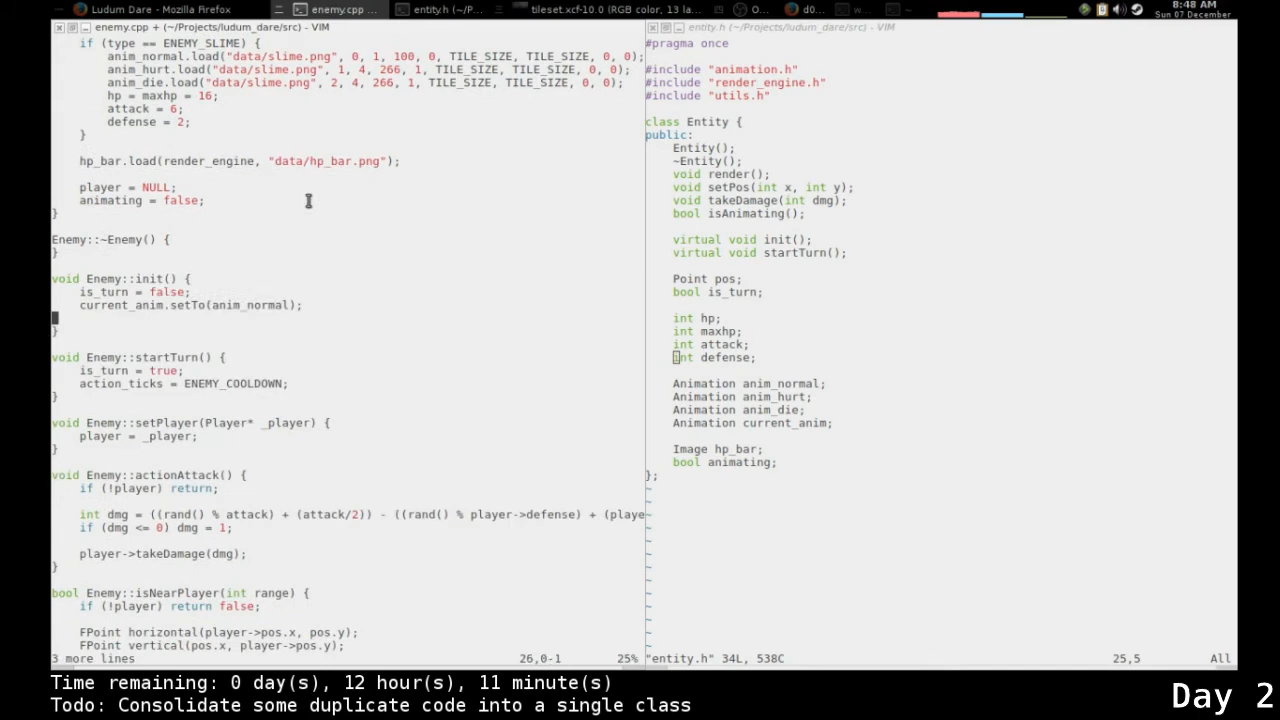 Ludum Dare - Mozilla Firefox
enemy.cpp ...
entity.h (~/P...
tileset.xcf-10.0 (RGB color, 13 la...
8:48 AM
Sun 07 December
enemy.cpp + (~/Projects/ludum_dare/src) - VIM
if (type == ENEMY_SLIME) {
anim_normal.load("data/slime.png", 0, 1, 100, 0, TILE_SIZE, TILE_SIZE, 0, 0);
anim_hurt.load("data/slime.png", 1, 4, 266, 1, TILE_SIZE, TILE_SIZE, 0, 0);
anim_die.load("data/slime.png", 2, 4, 266, 1, TILE_SIZE, TILE_SIZE, 0, 0);
hp = maxhp = 16;
attack = 6;
defense = 2;
}
hp_bar.load(render_engine, "data/hp_bar.png");
player = NULL;
animating = false;
}
Enemy::~Enemy() {
}
void Enemy::init() {
is_turn = false;
current_anim.setTo(anim_normal);
}
void Enemy::startTurn() {
is_turn = true;
action_ticks = ENEMY_COOLDOWN;
}
void Enemy::setPlayer(Player* _player) {
player = _player;
}
void Enemy::actionAttack() {
if (!player) return;
int dmg = ((rand() % attack) + (attack/2)) - ((rand() % player->defense) + (playe
if (dmg <= 0) dmg = 1;
player->takeDamage(dmg);
}
bool Enemy::isNearPlayer(int range) {
if (!player) return false;
FPoint horizontal(player->pos.x, pos.y);
FPoint vertical(pos.x, player->pos.y);
3 more lines 26,0-1 25%
entity.h (~/Projects/ludum_dare/src) - VIM
#pragma once
#include "animation.h"
#include "render_engine.h"
#include "utils.h"
class Entity {
public:
Entity();
~Entity();
void render();
void setPos(int x, int y);
void takeDamage(int dmg);
bool isAnimating();
virtual void init();
virtual void startTurn();
Point pos;
bool is_turn;
int hp;
int maxhp;
int attack;
int defense;
Animation anim_normal;
Animation anim_hurt;
Animation anim_die;
Animation current_anim;
Image hp_bar;
bool animating;
};
~
~
~
~
~
~
~
~
~
~
~
~
~
"entity.h" 34L, 538C 25,5 All
Time remaining: 0 day(s), 12 hour(s), 11 minute(s)
Todo: Consolidate some duplicate code into a single class
Day 2